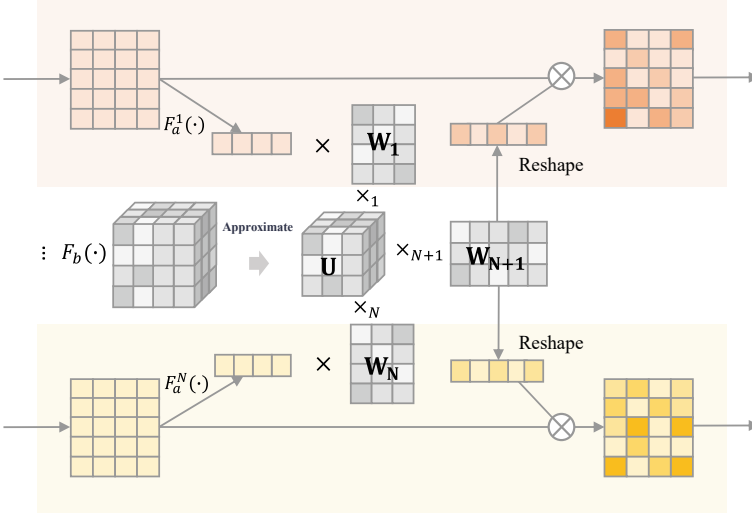 F_a^1(·)
×
W_1
Reshape
×_1
⋮ F_b(·)
Approximate
U
×_{N+1}
W_{N+1}
×_N
Reshape
F_a^N(·)
×
W_N